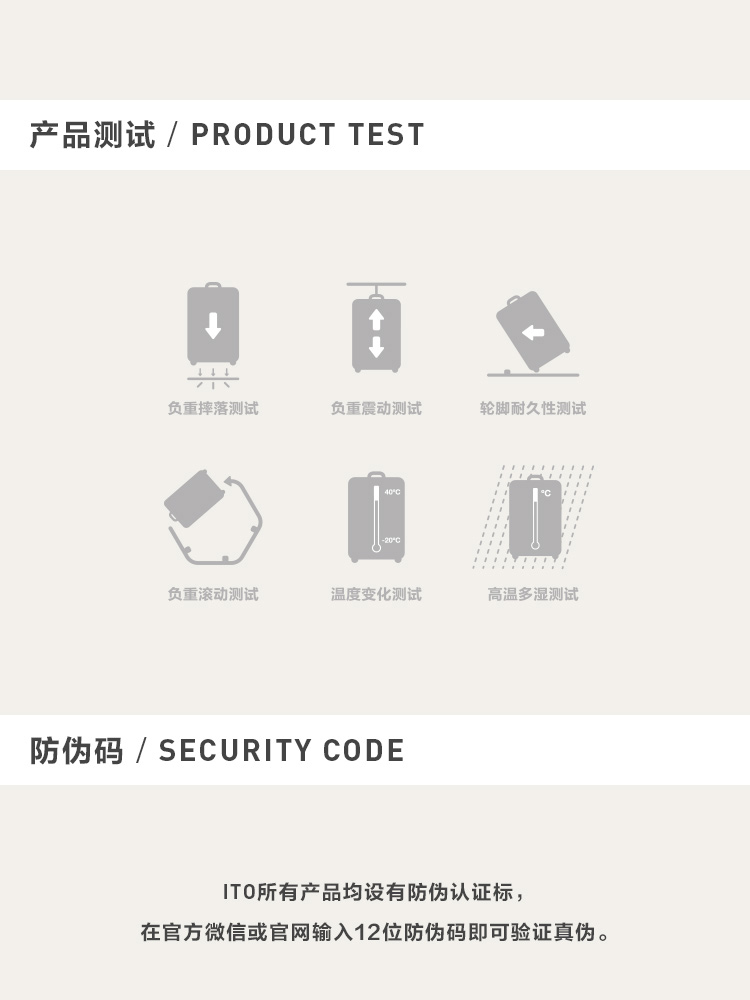 产品测试 / PRODUCT TEST
负重摔落测试
负重震动测试
轮脚耐久性测试
40°C
-20°C
°C
负重滚动测试
温度变化测试
高温多湿测试
防伪码 / SECURITY CODE
ITO所有产品均设有防伪认证标，
在官方微信或官网输入12位防伪码即可验证真伪。